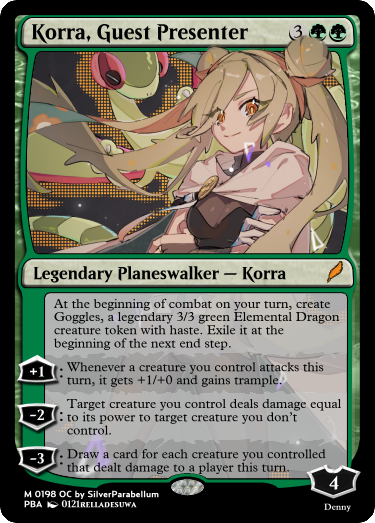 Korra, Guest Presenter 3
Legendary Planeswalker — Korra
At the beginning of combat on your turn, create
Goggles, a legendary 3/3 green Elemental Dragon
creature token with haste. Exile it at the
beginning of the next end step.
+1: Whenever a creature you control attacks this
turn, it gets +1/+0 and gains trample.
-2: Target creature you control deals damage equal
to its power to target creature you don't
control.
-3: Draw a card for each creature you controlled
that dealt damage to a player this turn.
4
M 0198 OC by SilverParabellum
PBA 0121RELLADESUWA
Denny